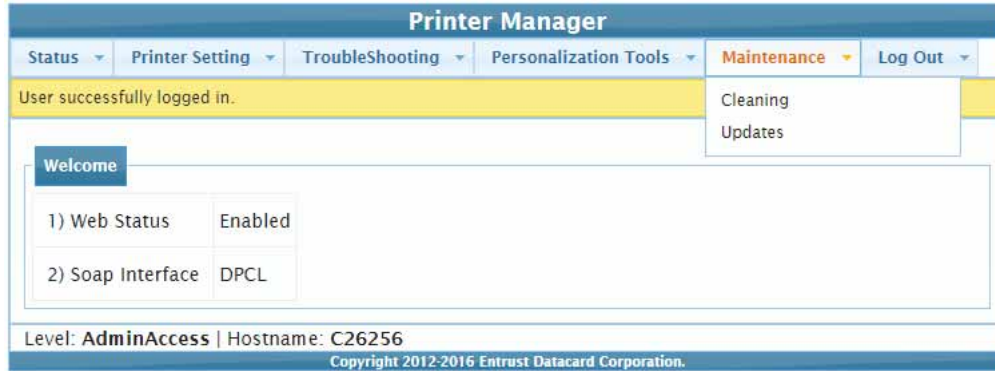 Printer Manager
Status Printer Setting TroubleShooting Personalization Tools Maintenance Log Out
User successfully logged in.
Cleaning
Updates
Welcome
1) Web Status Enabled
2) Soap Interface DPCL
Level: AdminAccess | Hostname: C26256
Copyright 2012-2016 Entrust Datacard Corporation.